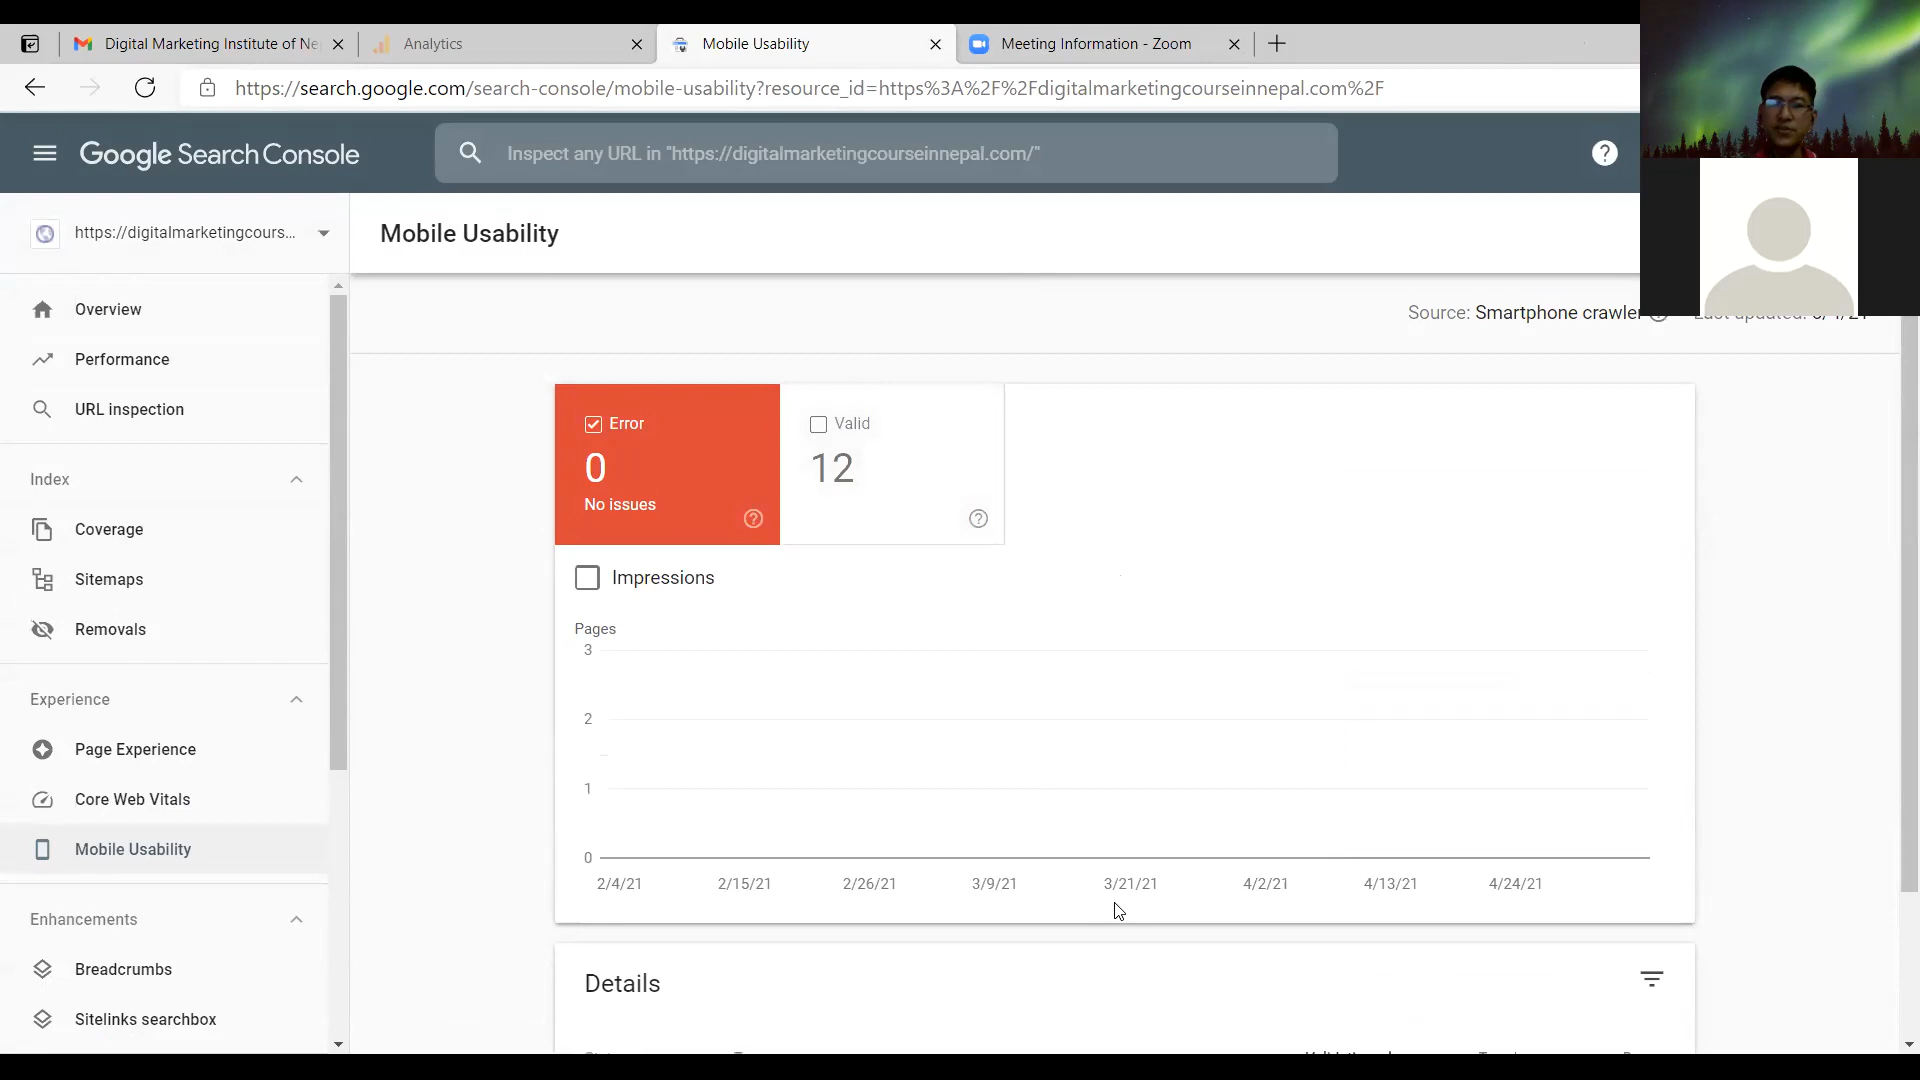 Digital Marketing Institute of Ne
Analytics
Mobile Usability
Meeting Information - Zoom
https://search.google.com/search-console/mobile-usability?resource_id=https%3A%2F%2Fdigitalmarketingcourseinnepal.com%2F
Google Search Console
Inspect any URL in "https://digitalmarketingcourseinnepal.com/"
https://digitalmarketingcours...
Mobile Usability
Source: Smartphone crawler
Last updated:
Overview
Performance
URL inspection
Index
Coverage
Sitemaps
Removals
Experience
Page Experience
Core Web Vitals
Mobile Usability
Enhancements
Breadcrumbs
Sitelinks searchbox
Error
0
No issues
Valid
12
Impressions
Pages
3
2
1
0
2/4/21 2/15/21 2/26/21 3/9/21 3/21/21 4/2/21 4/13/21 4/24/21
Details